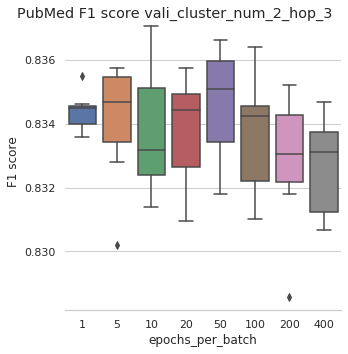 PubMed F1 score vali_cluster_num_2_hop_3
0.836
0.834
0.832
0.830
F1 score
1 5 10 20 50 100 200 400
epochs_per_batch